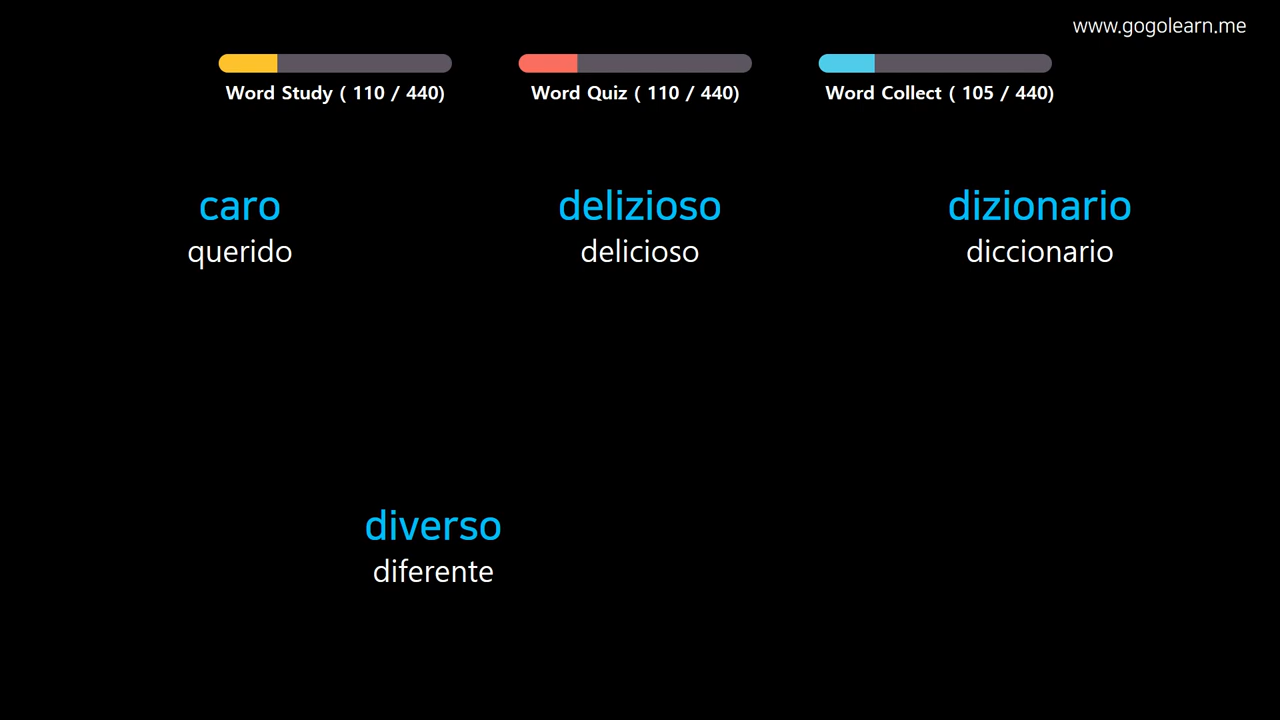 www.gogolearn.me
Word Study ( 110 / 440)
Word Quiz ( 110 / 440)
Word Collect ( 105 / 440)
caro
querido
delizioso
delicioso
dizionario
diccionario
diverso
diferente